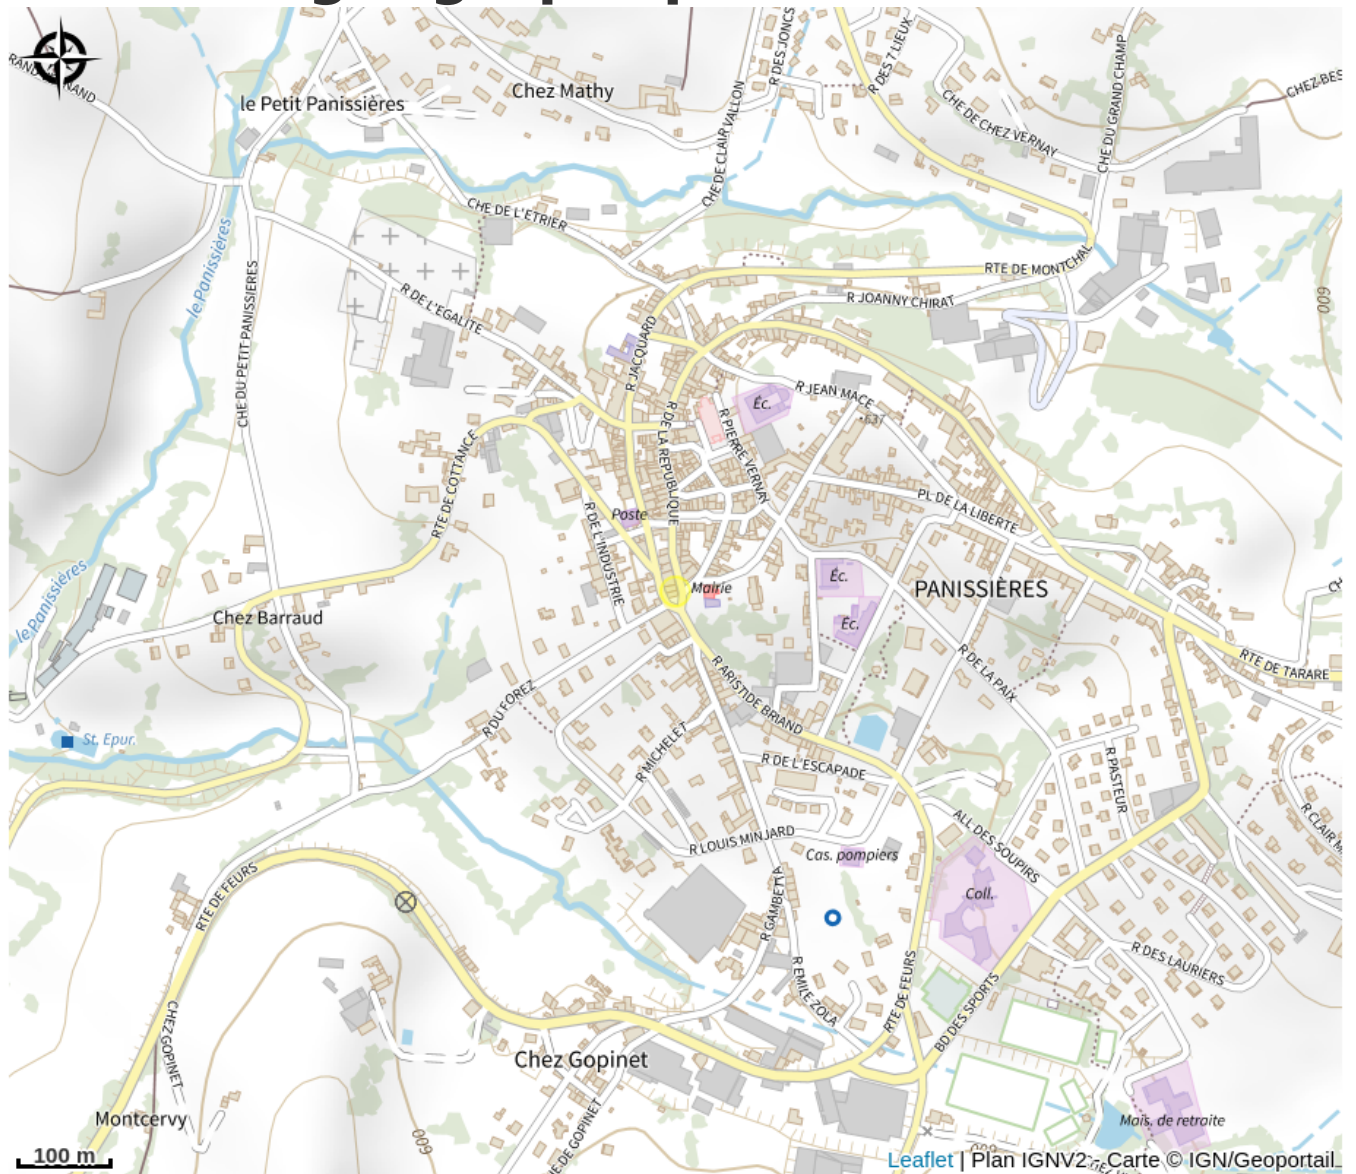 le Petit Panissières
Chez Mathy
R DES JONCS
R DES 7 LIEUX
CHE DU GRAND CHAMP
CHE DE CHEZ VERNAY
CHE DE CLAIR VALLON
CHE DE L'ETRIER
le Panissières
CHE DU PETIT PANISSIERES
R DE L'EGALITE
RTE DE MONTCHAL
R JOANNY CHIRAT
600
R JACQUARD
R JEAN MACE
Éc.
637
R DE LA REPUBLIQUE
R PIERRE VERNAY
RTE DE COTTANCE
PL DE LA LIBERTE
Poste
R DE L'INDUSTRIE
Mairie
Éc.
PANISSIÈRES
Éc.
le Panissières
Chez Barraud
R DE LA PAIX
RTE DE TARARE
R ARISTIDE BRIAND
R DU FOREZ
St. Epur.
R MICHELET
R DE L'ESCAPADE
R PASTEUR
ALL DES SOUPIRS
R LOUIS MINJARD
Cas. pompiers
Coll.
RTE DE FEURS
R GAMBETTA
R DES LAURIERS
R EMILE ZOLA
RTE DE FEURS
BD DES SPORTS
CHEZ GOPINET
Chez Gopinet
Montcervy
600
Mais. de retraite
100 m
Leaflet | Plan IGNV2 - Carte © IGN/Geoportail